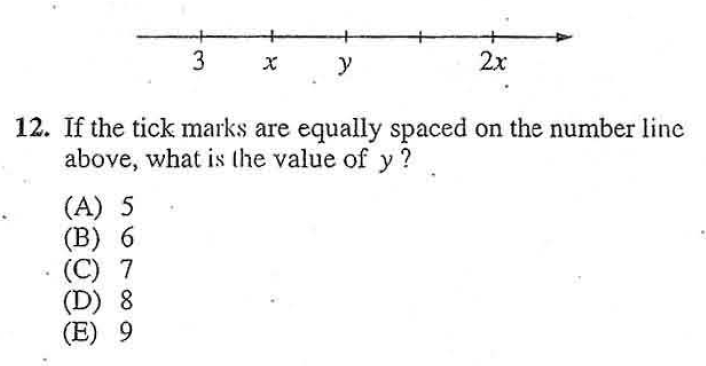 3 x y 2x
12. If the tick marks are equally spaced on the number line
above, what is the value of y ?
(A) 5
(B) 6
(C) 7
(D) 8
(E) 9